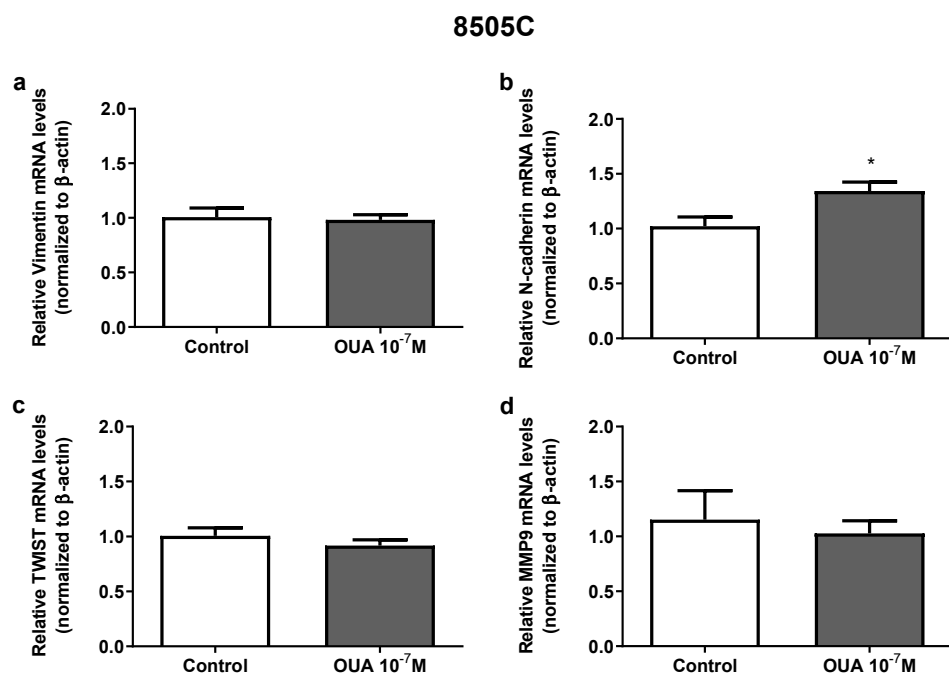 8505C
a
Relative Vimentin mRNA levels
(normalized to β-actin)
2.0
1.5
1.0
0.5
0.0
Control
OUA 10⁻⁷M
b
Relative N-cadherin mRNA levels
(normalized to β-actin)
2.0
1.5
1.0
0.5
0.0
*
Control
OUA 10⁻⁷M
c
Relative TWIST mRNA levels
(normalized to β-actin)
2.0
1.5
1.0
0.5
0.0
Control
OUA 10⁻⁷M
d
Relative MMP9 mRNA levels
(normalized to β-actin)
2.0
1.5
1.0
0.5
0.0
Control
OUA 10⁻⁷M